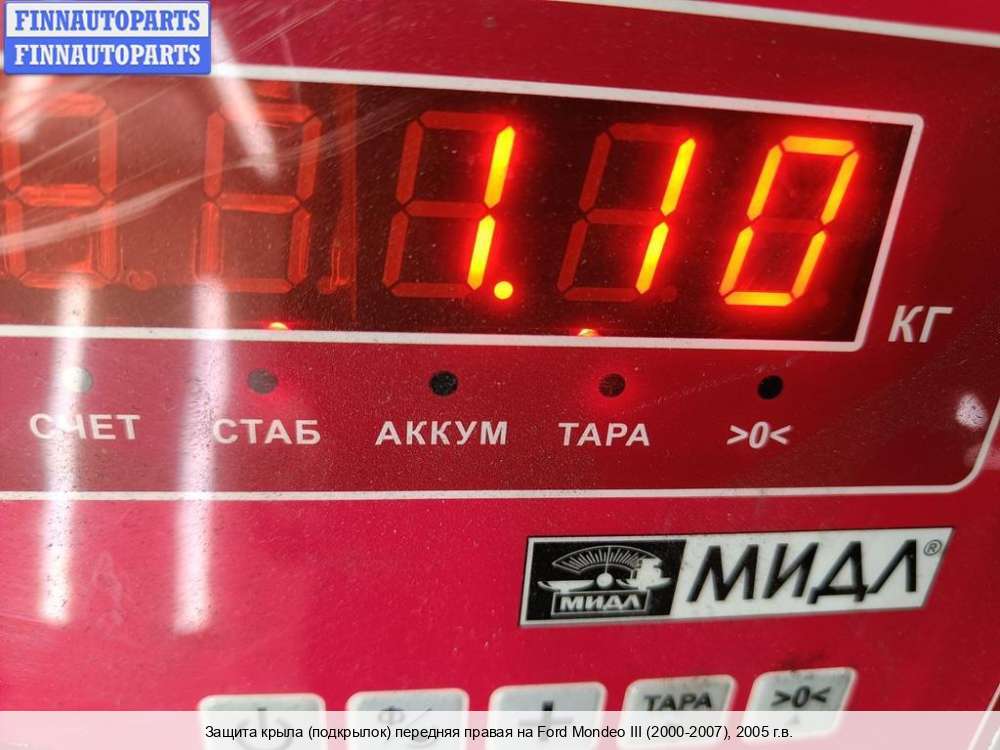 FINNAUTOPARTS
FINNAUTOPARTS
1.10
КГ
СЧЕТ СТАБ АККУМ ТАРА >0<
МИДЛ МИДЛ®
ТАРА >0<
Защита крыла (подкрылок) передняя правая на Ford Mondeo III (2000-2007), 2005 г.в.